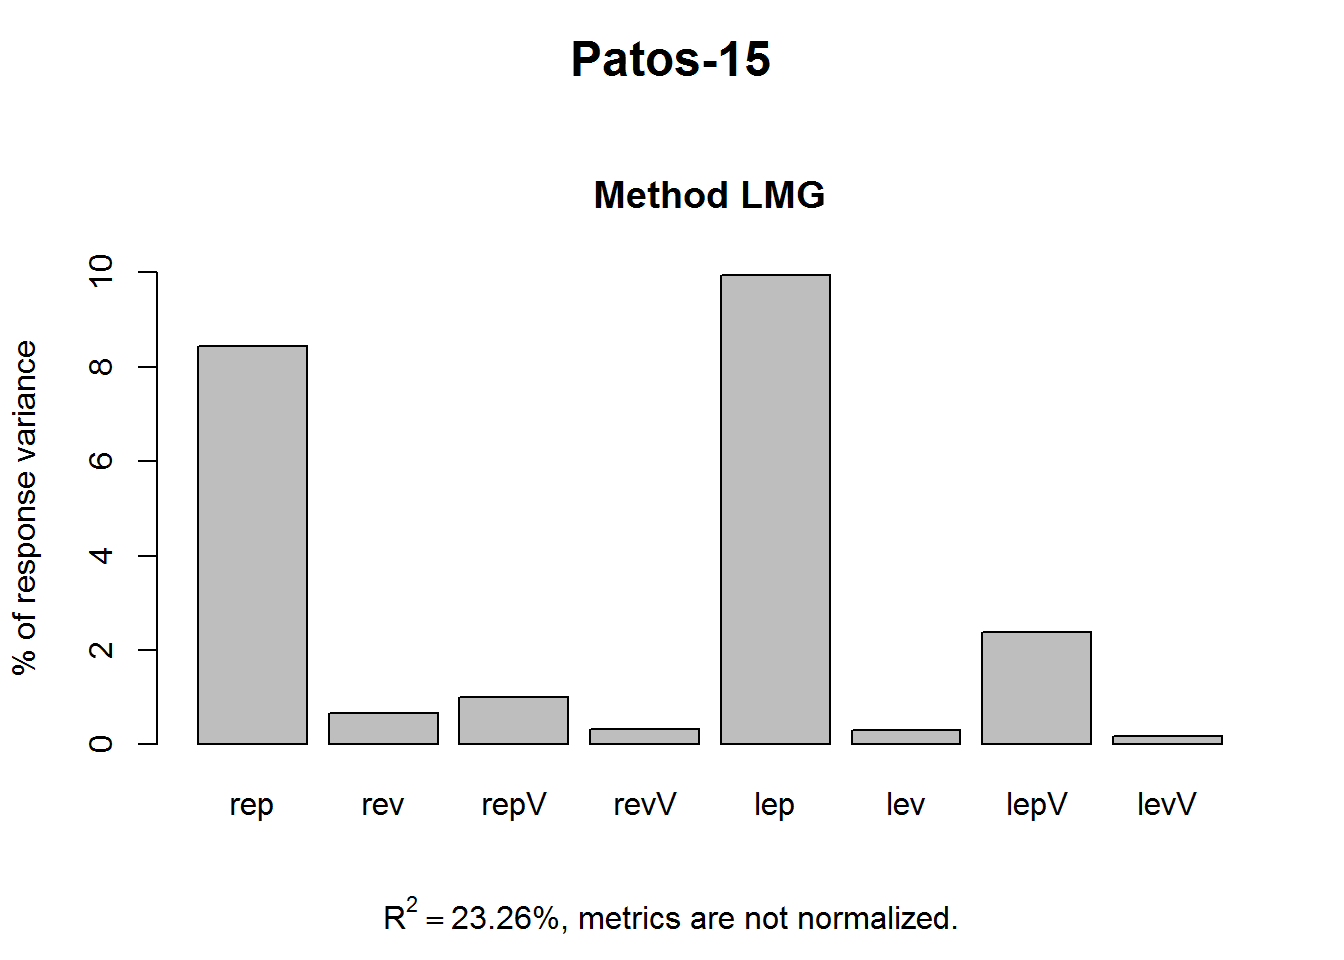 Patos-15
Method LMG
% of response variance
10
8
6
4
2
0
rep rev repV revV lep lev lepV levV
R² = 23.26%, metrics are not normalized.